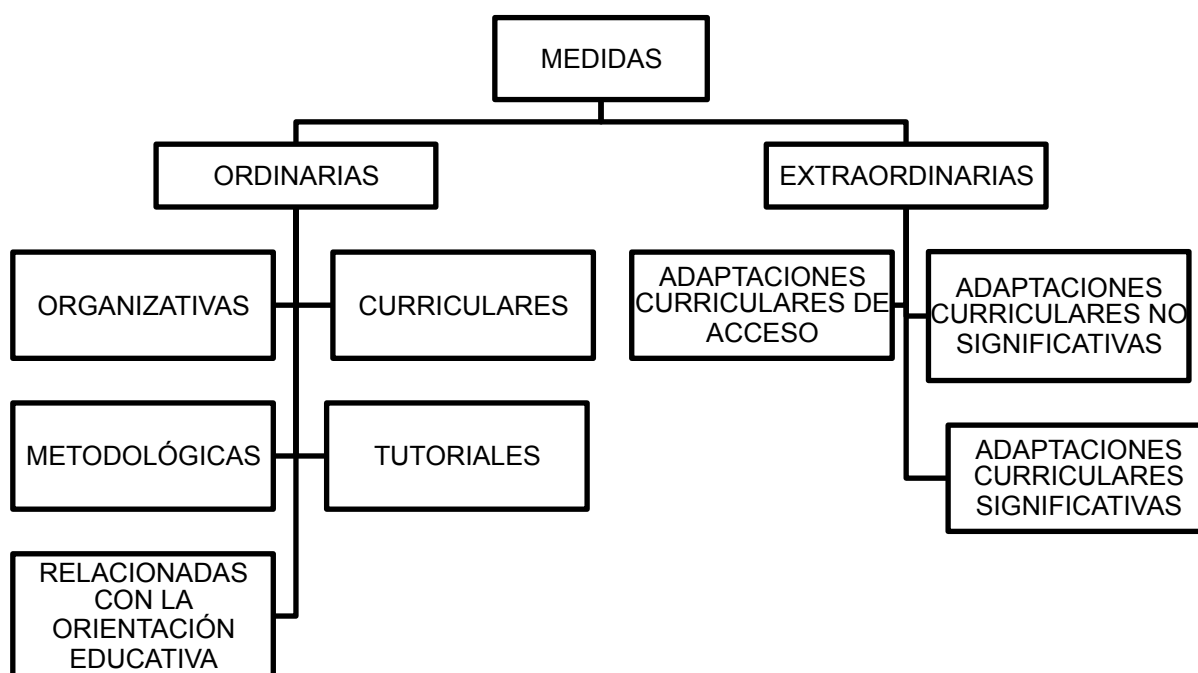 MEDIDAS
ORDINARIAS
EXTRAORDINARIAS
ORGANIZATIVAS
CURRICULARES
ADAPTACIONES
CURRICULARES DE
ACCESO
ADAPTACIONES
CURRICULARES NO
SIGNIFICATIVAS
METODOLÓGICAS
TUTORIALES
ADAPTACIONES
CURRICULARES
SIGNIFICATIVAS
RELACIONADAS
CON LA
ORIENTACIÓN
EDUCATIVA